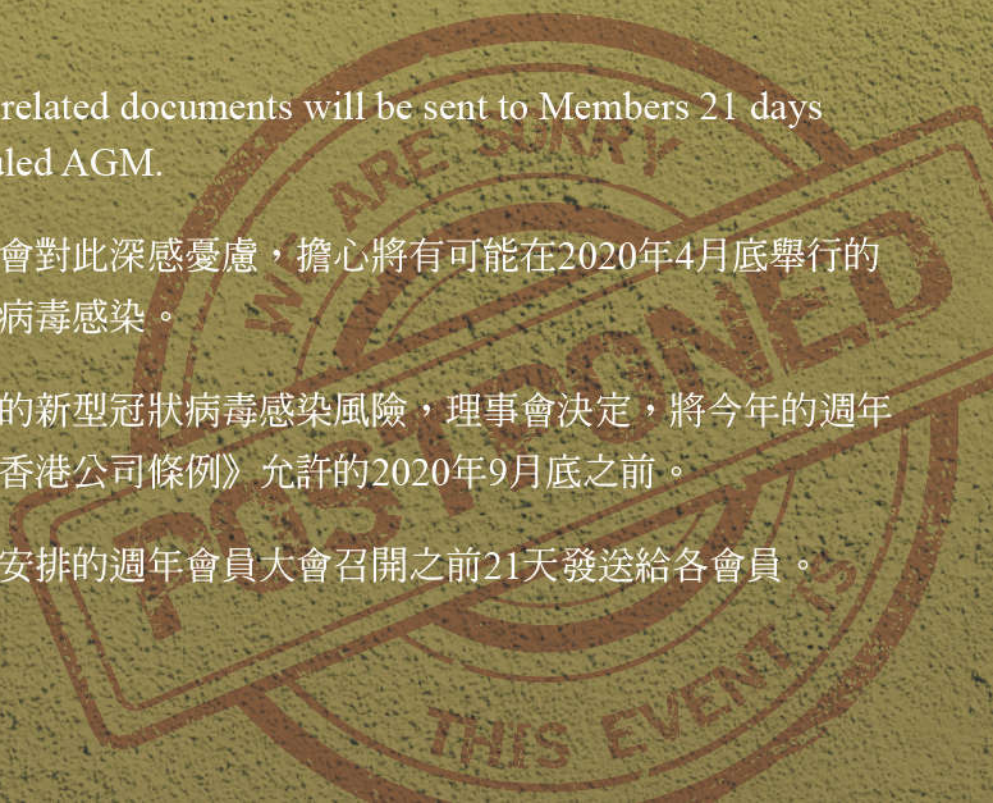 related documents will be sent to Members 21 days
uled AGM.
會對此深感憂慮，擔心將有可能在2020年4月底舉行的
病毒感染。
的新型冠狀病毒感染風險，理事會決定，將今年的週年
香港公司條例》允許的2020年9月底之前。
安排的週年會員大會召開之前21天發送給各會員。
WE ARE SORRY
POSTPONED
THIS EVENT IS